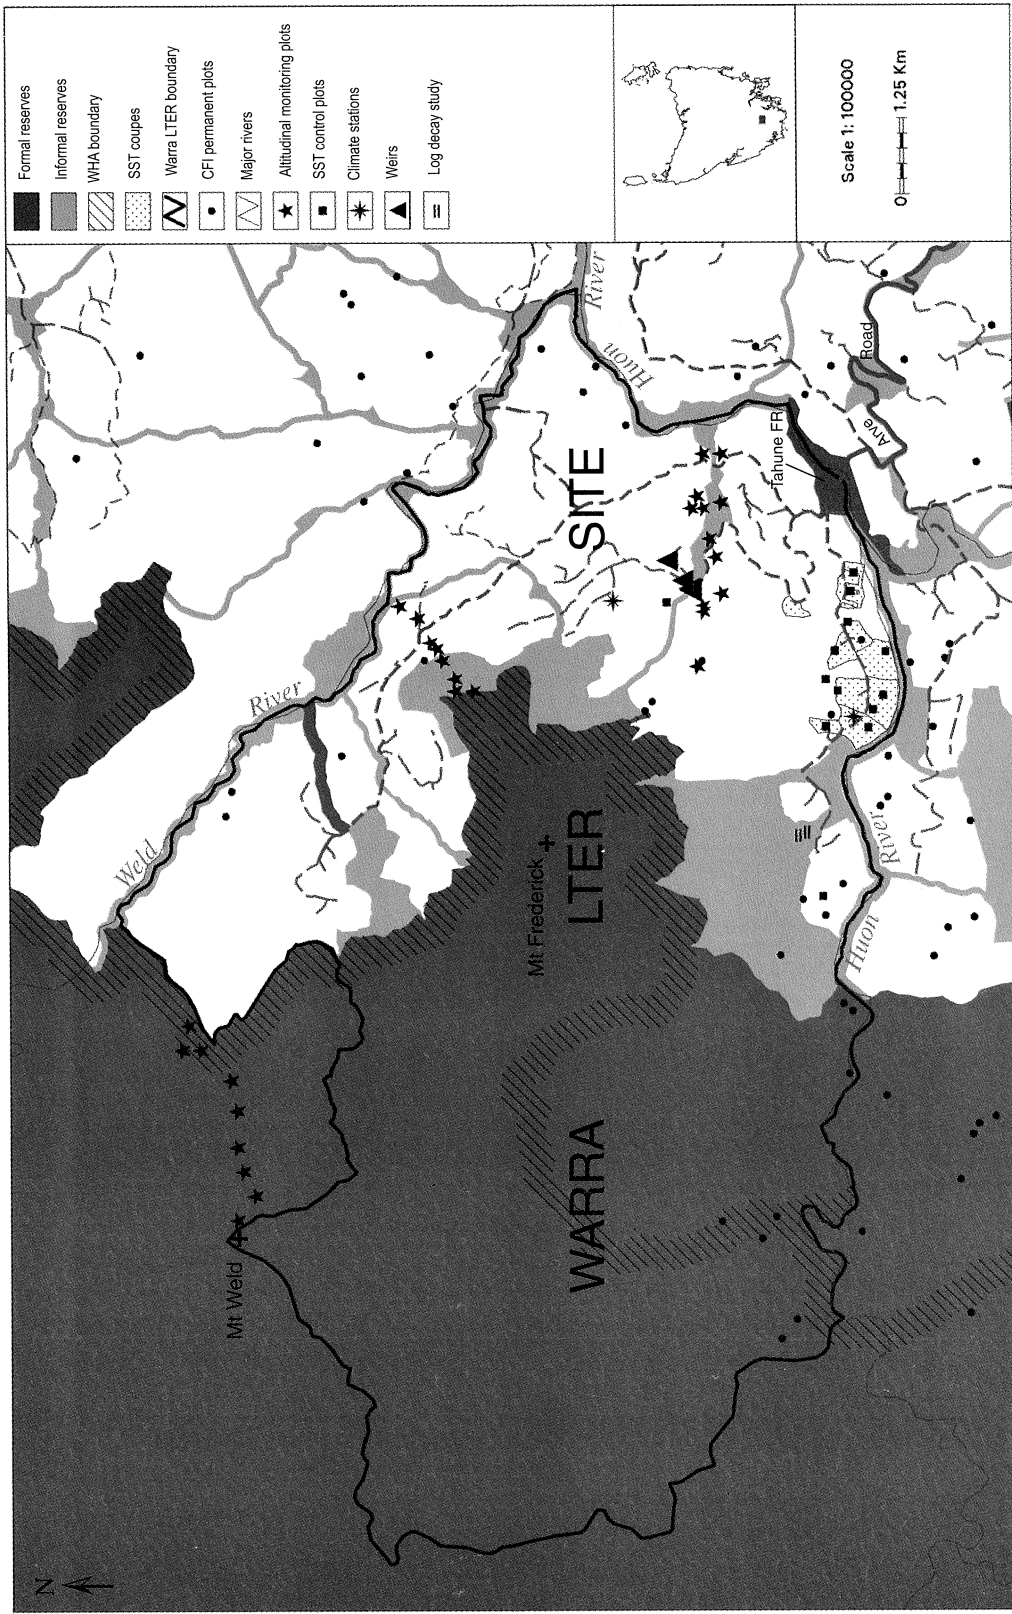 Formal reserves
Informal reserves
WHA boundary
SST coupes
Warra LTER boundary
CFI permanent plots
Major rivers
Altitudinal monitoring plots
SST control plots
Climate stations
Weirs
Log decay study
Scale 1: 100000
0 1.25 Km
N
Mt Weld
Weld
River
Mt Frederick
WARRA
LTER
SITE
Huon
River
Huon
River
Tahune FR
Arve
Road